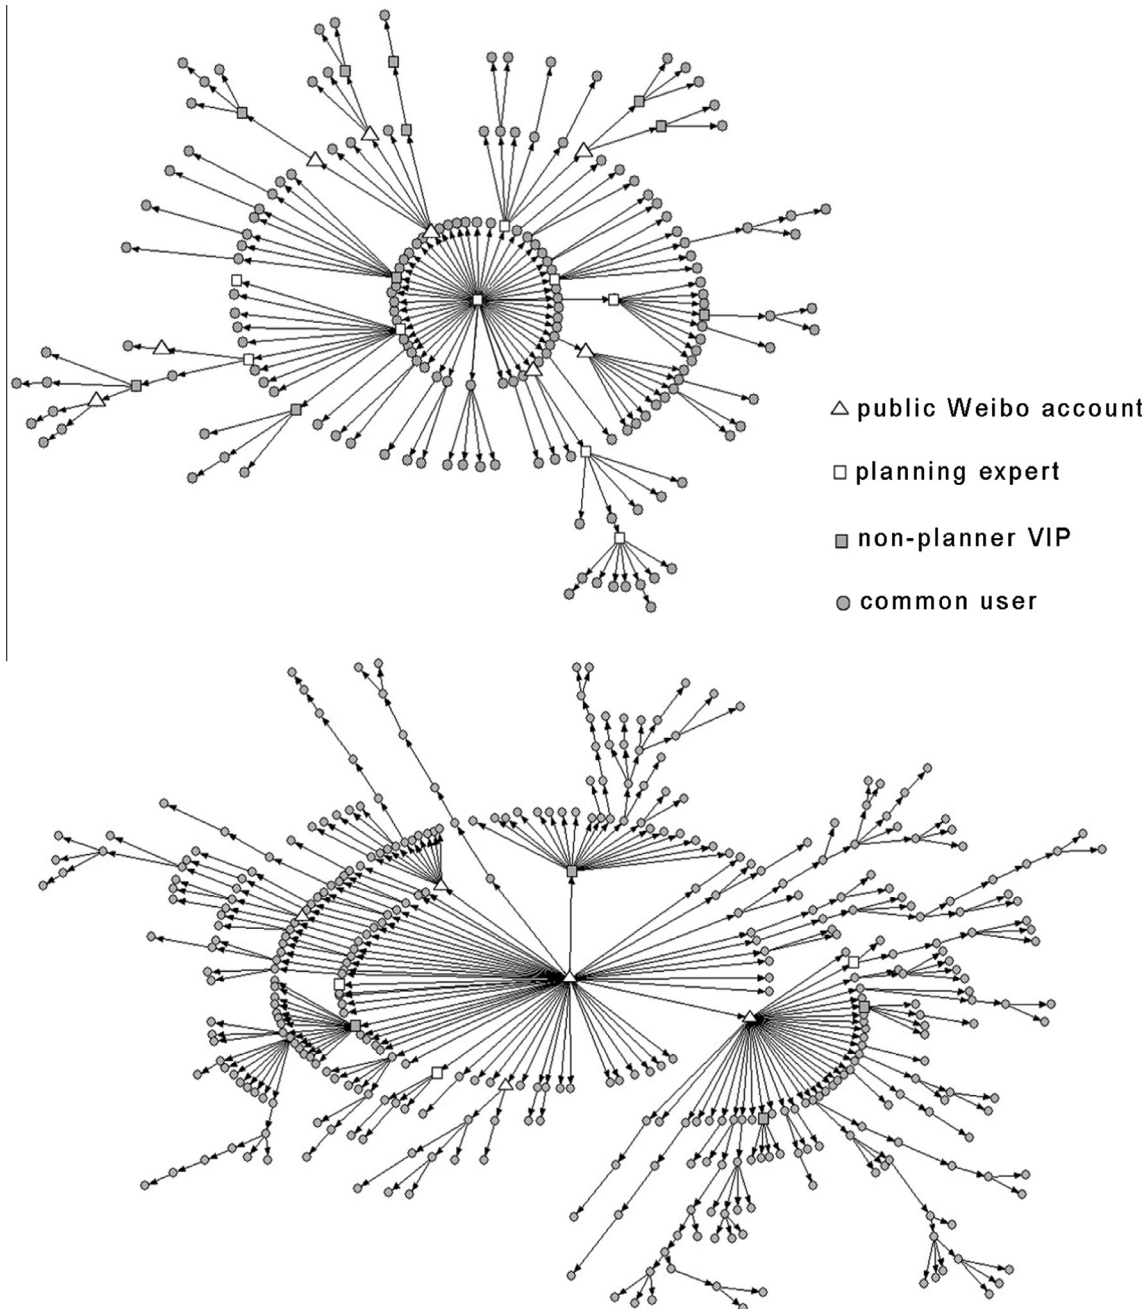 public Weibo account
planning expert
non-planner VIP
common user